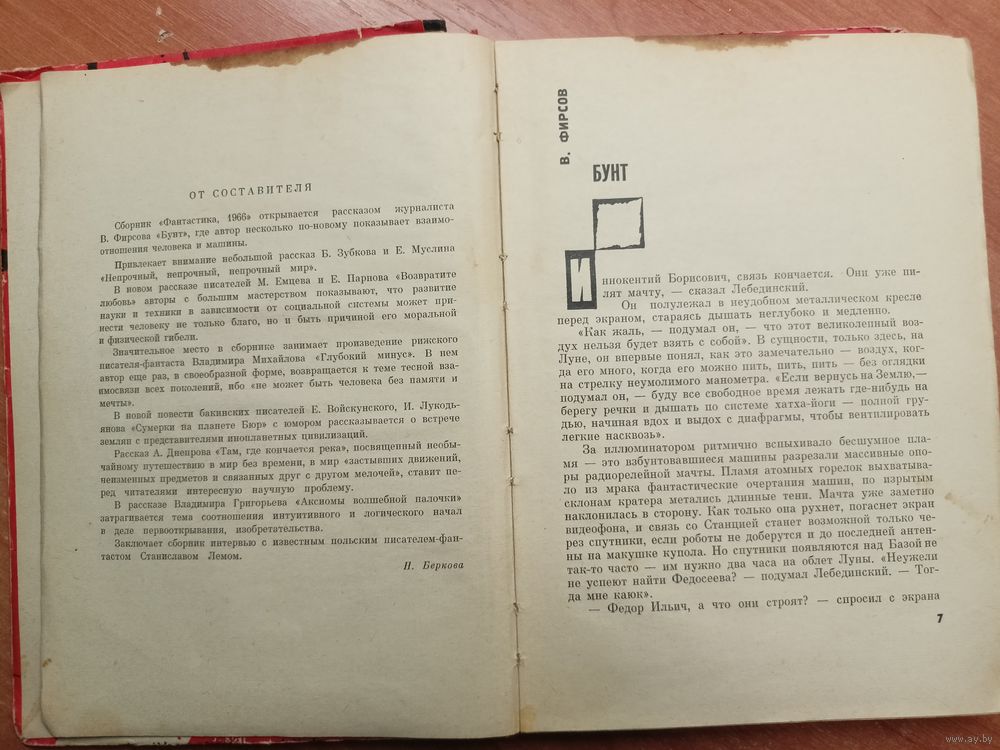 ОТ СОСТАВИТЕЛЯ
Сборник «Фантастика, 1966» открывается рассказом журналиста
В. Фирсова «Бунт», где автор несколько по-новому показывает взаимо-
отношения человека и машины.
Привлекает внимание небольшой рассказ Б. Зубкова и Е. Муслина
«Непрочный, непрочный, непрочный мир».
В новом рассказе писателей М. Емцева и Е. Парнова «Возвратите
любовь» авторы с большим мастерством показывают, что развитие
науки и техники в зависимости от социальной системы может при-
нести человеку не только благо, но и быть причиной его моральной
и физической гибели.
Значительное место в сборнике занимает произведение рижского
писателя-фантаста Владимира Михайлова «Глубокий минус». В нем
автор еще раз, в своеобразной форме, возвращается к теме тесной вза-
имосвязи всех поколений, ибо «не может быть человека без памяти и
мечты».
В новой повести бакинских писателей Е. Войскунского, И. Лукодь-
янова «Сумерки на планете Бюр» с юмором рассказывается о встрече
землян с представителями инопланетных цивилизаций.
Рассказ А. Днепрова «Там, где кончается река», посвященный необы-
чайному путешествию в мир без времени, в мир «застывших движений,
неизменных предметов и связанных друг с другом мелочей», ставит пе-
ред читателями интересную научную проблему.
В рассказе Владимира Григорьева «Аксиомы волшебной палочки»
затрагивается тема соотношения интуитивного и логического начал
в деле первооткрывания, изобретательства.
Заключает сборник интервью с известным польским писателем-фан-
тастом Станиславом Лемом.
Н. Беркова
В. ФИРСОВ
БУНТ
Иннокентий Борисович, связь кончается. Они уже пи-
лят мачту, — сказал Лебединский.
Он полулежал в неудобном металлическом кресле
перед экраном, стараясь дышать неглубоко и медленно.
«Как жаль, — подумал он, — что этот великолепный воз-
дух нельзя будет взять с собой». В сущности, только здесь, на
Луне, он впервые понял, как это замечательно — воздух, ког-
да его много, когда его можно пить, пить, пить — без оглядки
на стрелку неумолимого манометра. «Если вернусь на Землю,—
подумал он, — буду все свободное время лежать где-нибудь на
берегу речки и дышать по системе хатха-йоги — полной гру-
дью, начиная вдох и выдох с диафрагмы, чтобы вентилировать
легкие насквозь».
За иллюминатором ритмично вспыхивало бесшумное пла-
мя — это взбунтовавшиеся машины разрезали массивные опо-
ры радиорелейной мачты. Пламя атомных горелок выхватыва-
ло из мрака фантастические очертания машин, по изрытым
склонам кратера метались длинные тени. Мачта уже заметно
наклонилась в сторону. Как только она рухнет, погаснет экран
видеофона, и связь со Станцией станет возможной только че-
рез спутники, если роботы не доберутся и до последней антен-
ны на макушке купола. Но спутники появляются над Базой не
так-то часто — им нужно два часа на облет Луны. «Неужели
не успеют найти Федосеева? — подумал Лебединский. — Тог-
да мне каюк».
— Федор Ильич, а что они строят? — спросил с экрана
7
www.ay.by